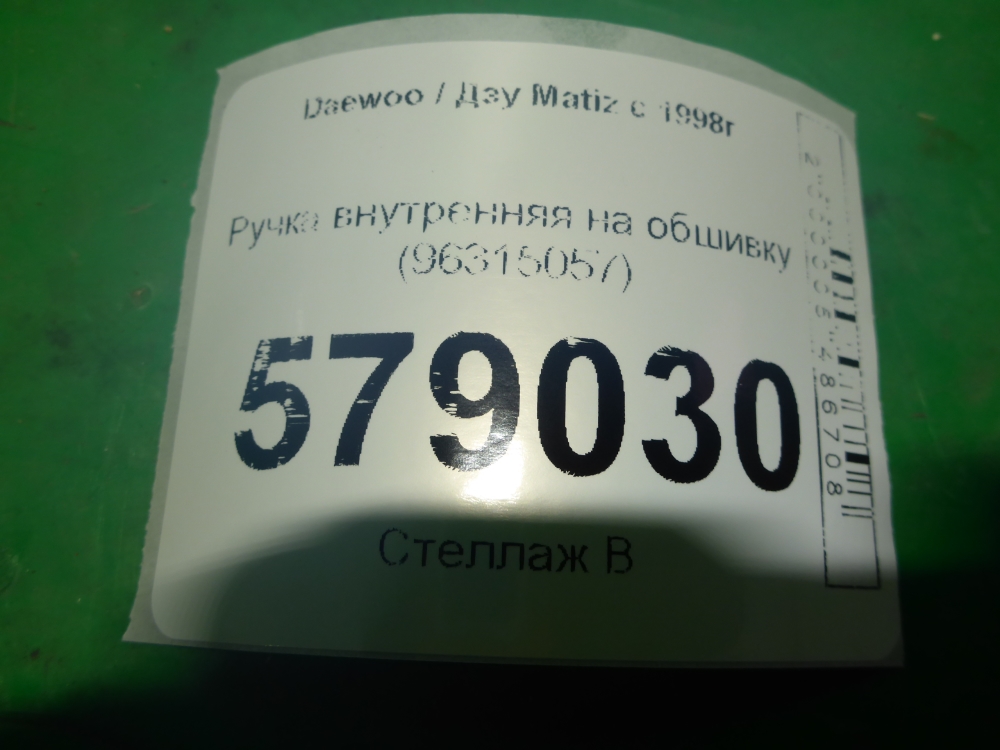 Daewoo / Дэу Matiz с 1998г
Ручка внутренняя на обшивку
(96315057)
579030
Стеллаж В